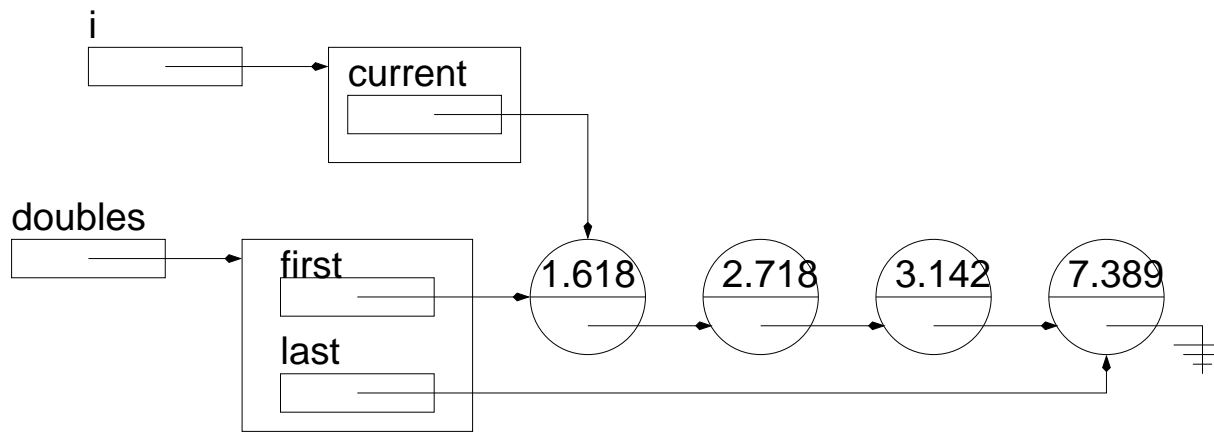 i
current
doubles
first
1.618
2.718
3.142
7.389
last